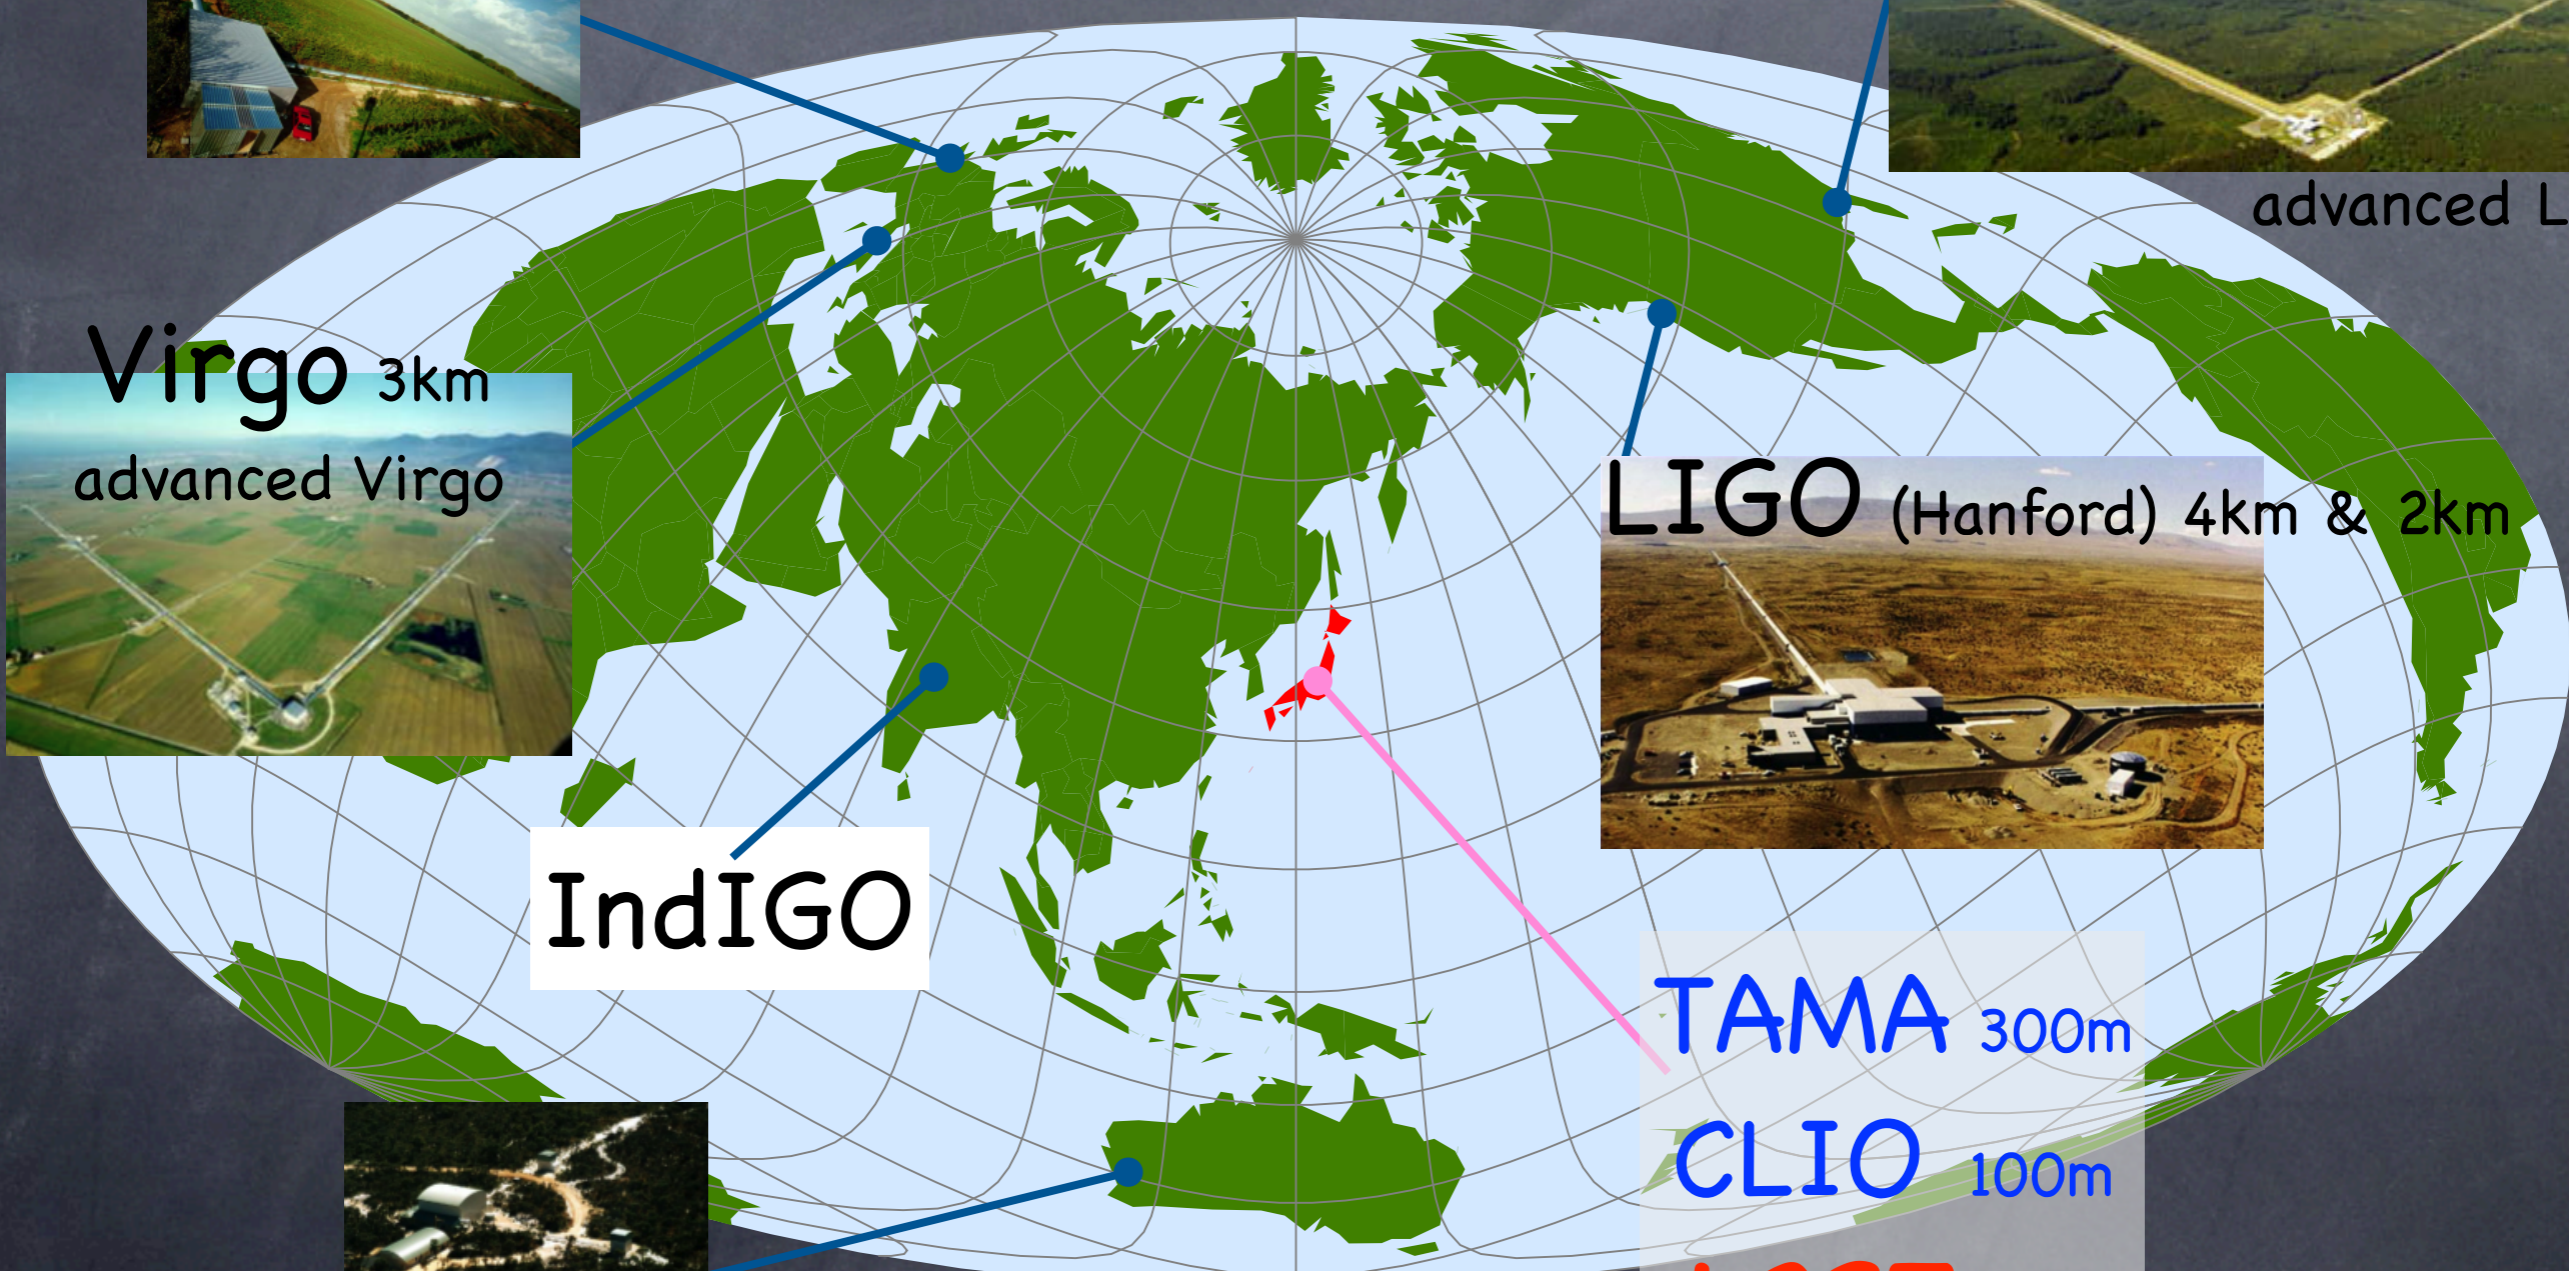 advanced L
Virgo 3km
advanced Virgo
LIGO (Hanford) 4km & 2km
IndIGO
TAMA 300m
CLIO 100m